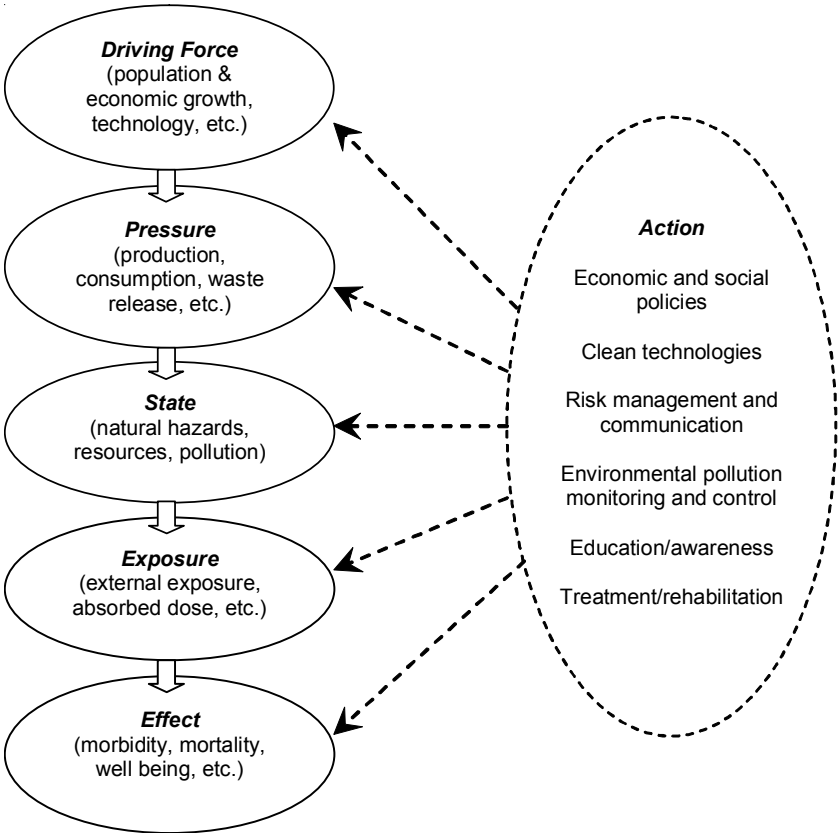 Driving Force
(population &
economic growth,
technology, etc.)
Pressure
(production,
consumption, waste
release, etc.)
State
(natural hazards,
resources, pollution)
Exposure
(external exposure,
absorbed dose, etc.)
Effect
(morbidity, mortality,
well being, etc.)
Action
Economic and social
policies
Clean technologies
Risk management and
communication
Environmental pollution
monitoring and control
Education/awareness
Treatment/rehabilitation